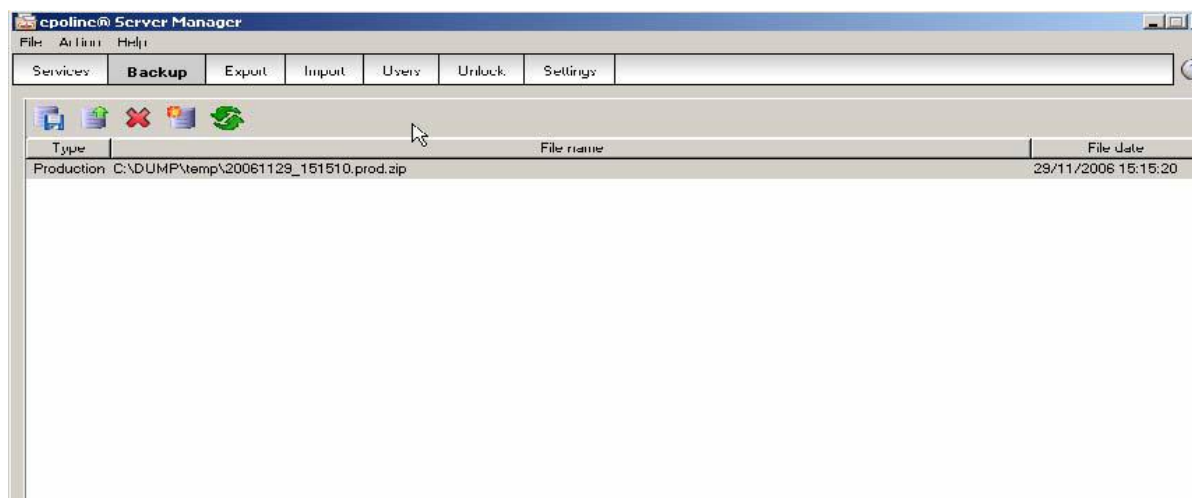 epoline® Server Manager
File Action Help
Services Backup Export Import Users Unlock Settings
Type File name File date
Production C:\DUMP\temp\20061129_151510.prod.zip 29/11/2006 15:15:20